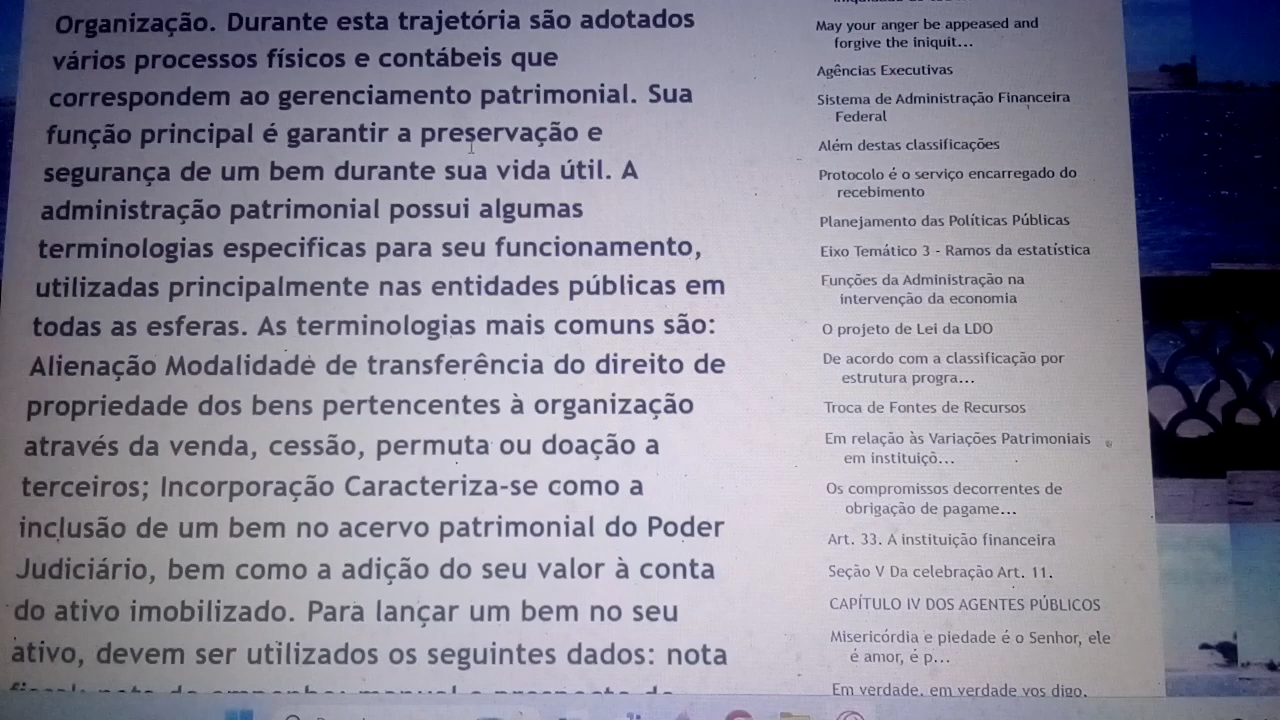 Organização. Durante esta trajetória são adotados
vários processos físicos e contábeis que
correspondem ao gerenciamento patrimonial. Sua
função principal é garantir a preservação e
segurança de um bem durante sua vida útil. A
administração patrimonial possui algumas
terminologias especificas para seu funcionamento,
utilizadas principalmente nas entidades públicas em
todas as esferas. As terminologias mais comuns são:
Alienação Modalidade de transferência do direito de
propriedade dos bens pertencentes à organização
através da venda, cessão, permuta ou doação a
terceiros; Incorporação Caracteriza-se como a
inclusão de um bem no acervo patrimonial do Poder
Judiciário, bem como a adição do seu valor à conta
do ativo imobilizado. Para lançar um bem no seu
ativo, devem ser utilizados os seguintes dados: nota
May your anger be appeased and
forgive the iniquit...
Agências Executivas
Sistema de Administração Financeira
Federal
Além destas classificações
Protocolo é o serviço encarregado do
recebimento
Planejamento das Políticas Públicas
Eixo Temático 3 - Ramos da estatística
Funções da Administração na
intervenção da economia
O projeto de Lei da LDO
De acordo com a classificação por
estrutura progra...
Troca de Fontes de Recursos
Em relação às Variações Patrimoniais
em instituiçõ...
Os compromissos decorrentes de
obrigação de pagame...
Art. 33. A instituição financeira
Seção V Da celebração Art. 11.
CAPÍTULO IV DOS AGENTES PÚBLICOS
Misericórdia e piedade é o Senhor, ele
é amor, é p...
Em verdade, em verdade vos digo,